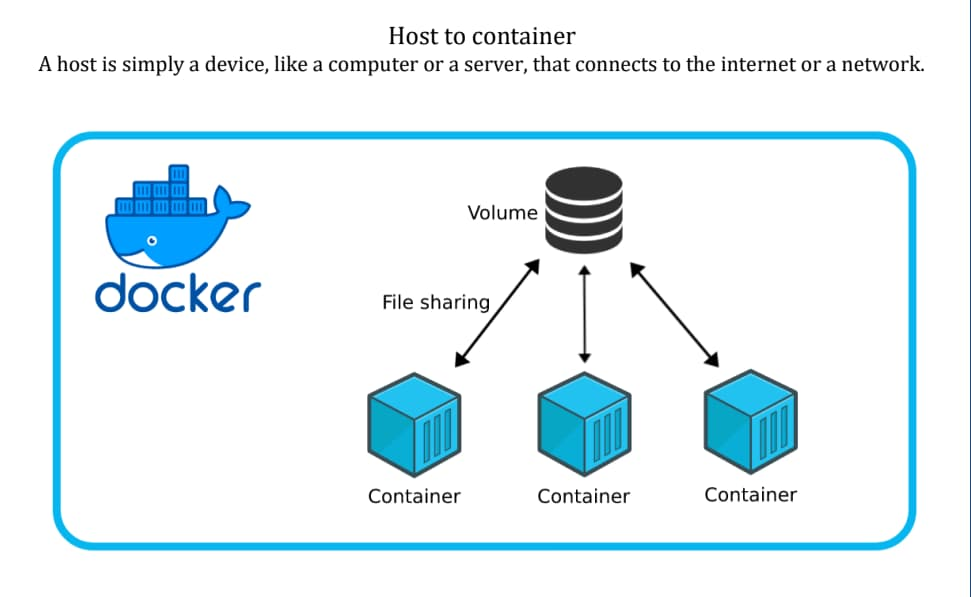 Host to container
A host is simply a device, like a computer or a server, that connects to the internet or a network.
docker
Volume
File sharing
Container
Container
Container